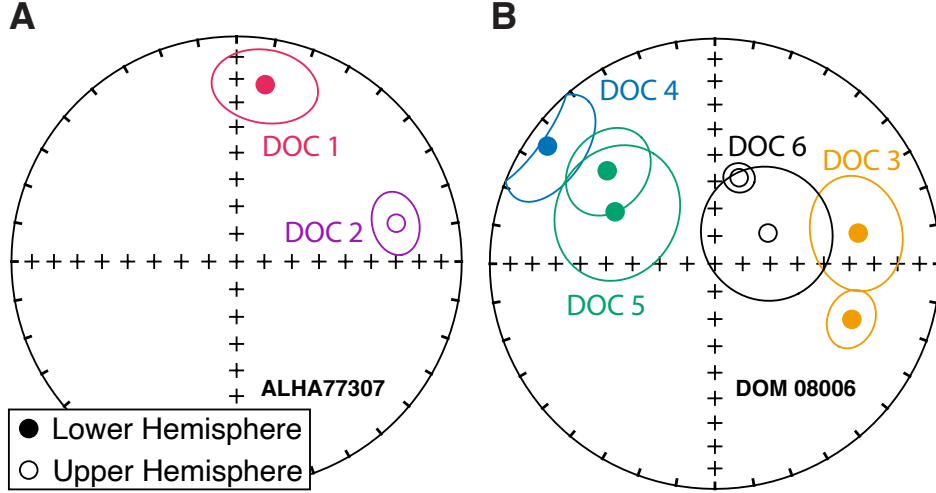 A
B
DOC 1
DOC 2
ALHA77307
DOC 4
DOC 6
DOC 3
DOC 5
DOM 08006
Lower Hemisphere
Upper Hemisphere